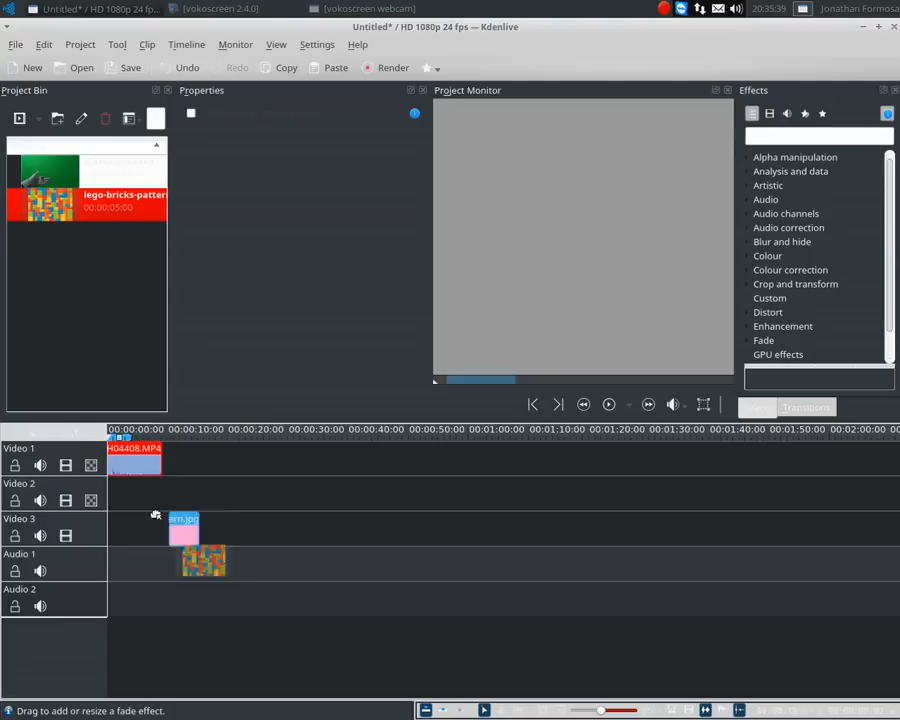 Untitled* / HD 1080p 24 fp...
[vokoscreen 2.4.0]
[vokoscreen webcam]
20:35:39
Jonathan Formosa
Untitled* / HD 1080p 24 fps — Kdenlive
File Edit Project Tool Clip Timeline Monitor View Settings Help
New Open Save Undo Redo Copy Paste Render
Project Bin
Properties
Project Monitor
Effects
lego-bricks-patter
00:00:05:00
Alpha manipulation
Analysis and data
Artistic
Audio
Audio channels
Audio correction
Blur and hide
Colour
Colour correction
Crop and transform
Custom
Distort
Enhancement
Fade
GPU effects
Transitions
00:00:00:00 00:00:10:00 00:00:20:00 00:00:30:00 00:00:40:00 00:00:50:00 00:01:00:00 00:01:10:00 00:01:20:00 00:01:30:00 00:01:40:00 00:01:50:00 00:02:00:00
Video 1
H04408.MP4
Video 2
Video 3
ern.jpg
Audio 1
Audio 2
Drag to add or resize a fade effect.